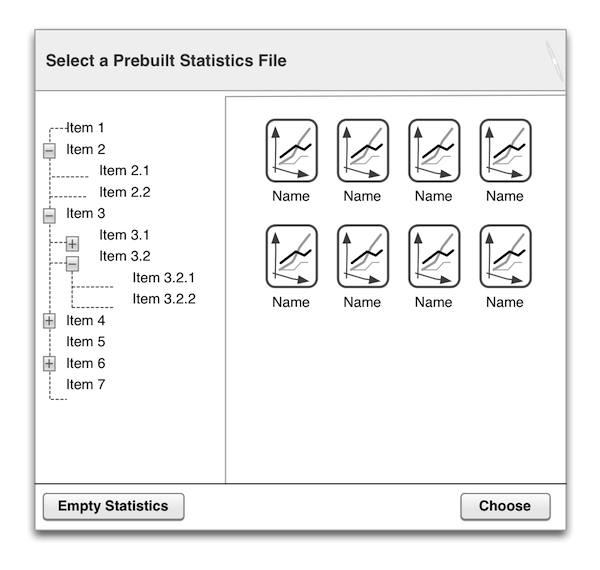 Select a Prebuilt Statistics File
Item 1
Item 2
Item 2.1
Item 2.2
Item 3
Item 3.1
Item 3.2
Item 3.2.1
Item 3.2.2
Item 4
Item 5
Item 6
Item 7
Name Name Name Name
Name Name Name Name
Empty Statistics
Choose